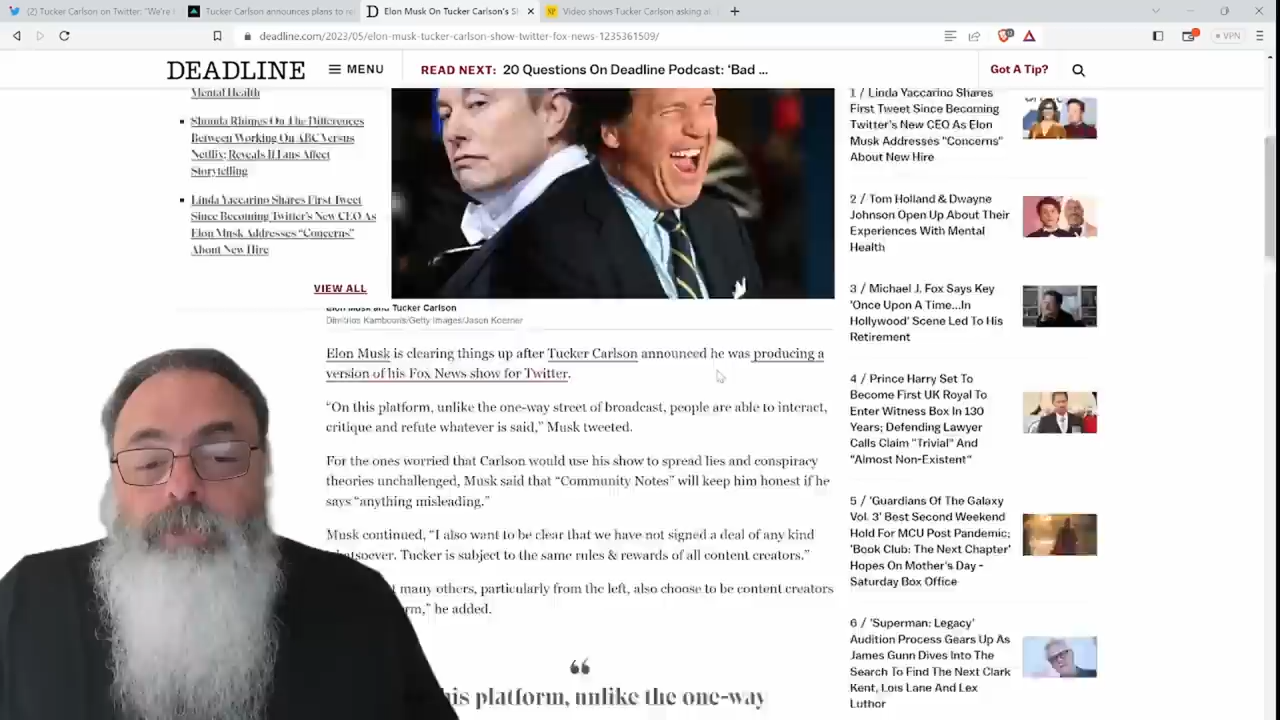 (2) Tucker Carlson on Twitter: "We're
Tucker Carlson announces plans to re
Elon Musk On Tucker Carlson's S
Video shows Tucker Carlson asking al
deadline.com/2023/05/elon-musk-tucker-carlson-show-twitter-fox-news-1235361509/
VPN
DEADLINE
MENU
READ NEXT: 20 Questions On Deadline Podcast: ‘Bad ...
Got A Tip?
Mental Health
Shonda Rhimes On The Differences
Between Working On ABC Versus
Netflix; Reveals If Fans Affect
Storytelling
Linda Yaccarino Shares First Tweet
Since Becoming Twitter's New CEO As
Elon Musk Addresses “Concerns”
About New Hire
VIEW ALL
Elon Musk and Tucker Carlson
Dimitrios Kambouris/Getty Images/Jason Koerner
Elon Musk is clearing things up after Tucker Carlson announced he was producing a
version of his Fox News show for Twitter.
“On this platform, unlike the one-way street of broadcast, people are able to interact,
critique and refute whatever is said,” Musk tweeted.
For the ones worried that Carlson would use his show to spread lies and conspiracy
theories unchallenged, Musk said that “Community Notes” will keep him honest if he
says “anything misleading.”
Musk continued, “I also want to be clear that we have not signed a deal of any kind
whatsoever. Tucker is subject to the same rules & rewards of all content creators.”
many others, particularly from the left, also choose to be content creators
he added.
“
his platform, unlike the one-way
1 / Linda Yaccarino Shares
First Tweet Since Becoming
Twitter's New CEO As Elon
Musk Addresses "Concerns"
About New Hire
2 / Tom Holland & Dwayne
Johnson Open Up About Their
Experiences With Mental
Health
3 / Michael J. Fox Says Key
'Once Upon A Time...In
Hollywood' Scene Led To His
Retirement
4 / Prince Harry Set To
Become First UK Royal To
Enter Witness Box In 130
Years; Defending Lawyer
Calls Claim "Trivial" And
"Almost Non-Existent"
5 / 'Guardians Of The Galaxy
Vol. 3' Best Second Weekend
Hold For MCU Post Pandemic;
'Book Club: The Next Chapter'
Hopes On Mother's Day –
Saturday Box Office
6 / 'Superman: Legacy'
Audition Process Gears Up As
James Gunn Dives Into The
Search To Find The Next Clark
Kent, Lois Lane And Lex
Luthor